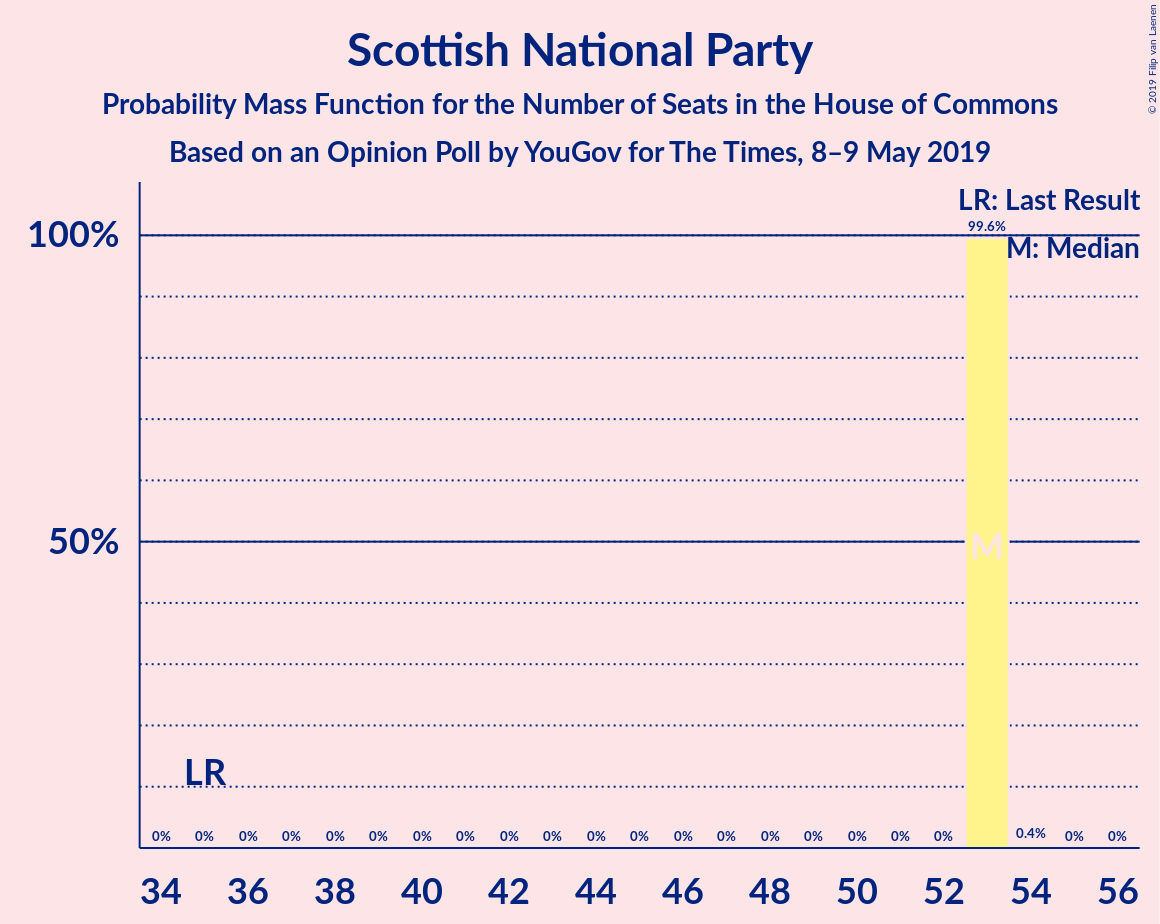 Scottish National Party
Probability Mass Function for the Number of Seats in the House of Commons
Based on an Opinion Poll by YouGov for The Times, 8–9 May 2019
© 2019 Filip van Laenen
LR: Last Result
M: Median
100%
50%
99.6%
M
LR
0% 0% 0% 0% 0% 0% 0% 0% 0% 0% 0% 0% 0% 0% 0% 0% 0% 0% 0% 0.4% 0% 0%
34 36 38 40 42 44 46 48 50 52 54 56